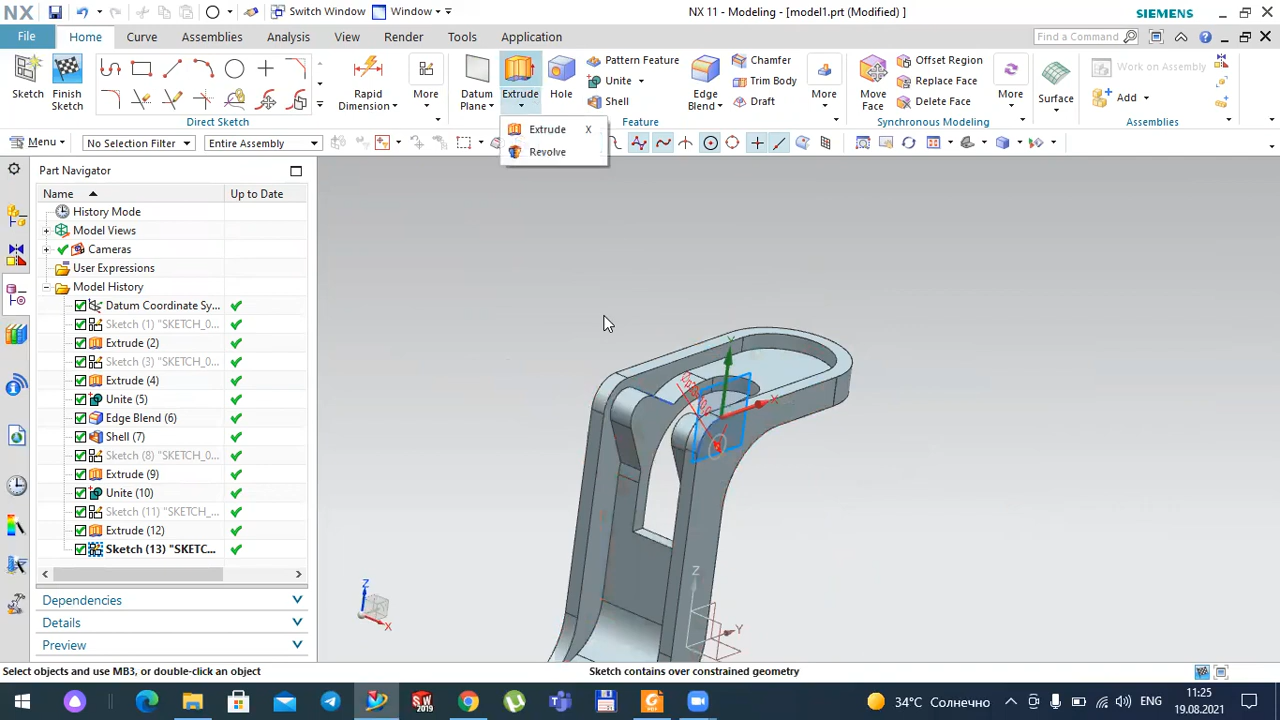 NX
Switch Window
Window
NX 11 - Modeling - [model1.prt (Modified) ]
SIEMENS
File
Home
Curve
Assemblies
Analysis
View
Render
Tools
Application
Find a Command
Sketch
Finish
Sketch
Direct Sketch
Rapid
Dimension
More
Datum
Plane
Extrude
Hole
Pattern Feature
Unite
Shell
Edge
Blend
Chamfer
Trim Body
Draft
More
Feature
Move
Face
Offset Region
Replace Face
Delete Face
More
Synchronous Modeling
Surface
Work on Assembly
Add
Assemblies
Extrude X
Revolve
Menu
No Selection Filter
Entire Assembly
Part Navigator
Name
Up to Date
History Mode
Model Views
Cameras
User Expressions
Model History
Datum Coordinate Sy...
Sketch (1) "SKETCH_0...
Extrude (2)
Sketch (3) "SKETCH_0...
Extrude (4)
Unite (5)
Edge Blend (6)
Shell (7)
Sketch (8) "SKETCH_0...
Extrude (9)
Unite (10)
Sketch (11) "SKETCH_...
Extrude (12)
Sketch (13) "SKETC...
Dependencies
Details
Preview
Y
X
Z
Y
Z
X
Select objects and use MB3, or double-click an object
Sketch contains over constrained geometry
SW
2019
34°C Солнечно
ENG
11:25
19.08.2021